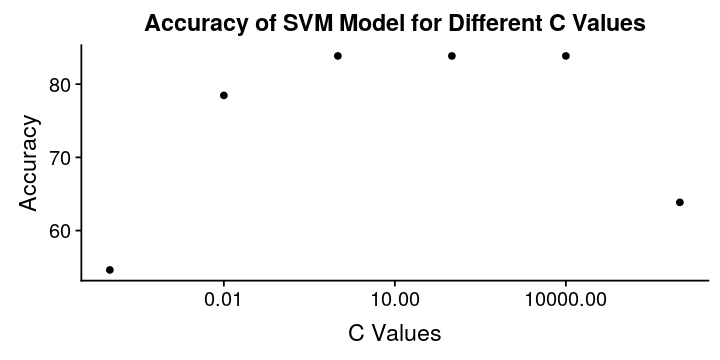 Accuracy of SVM Model for Different C Values
80
70
60
Accuracy
0.01 10.00 10000.00
C Values